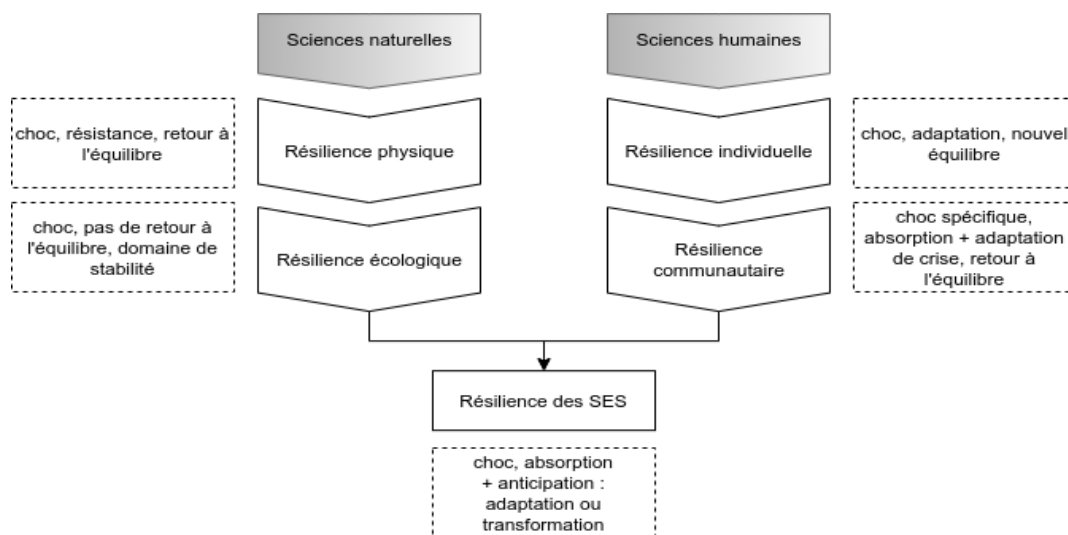 Sciences naturelles
Sciences humaines
choc, résistance, retour à
l'équilibre
Résilience physique
Résilience individuelle
choc, adaptation, nouvel
équilibre
choc, pas de retour à
l'équilibre, domaine de
stabilité
Résilience écologique
Résilience
communautaire
choc spécifique,
absorption + adaptation
de crise, retour à
l'équilibre
Résilience des SES
choc, absorption
+ anticipation :
adaptation ou
transformation